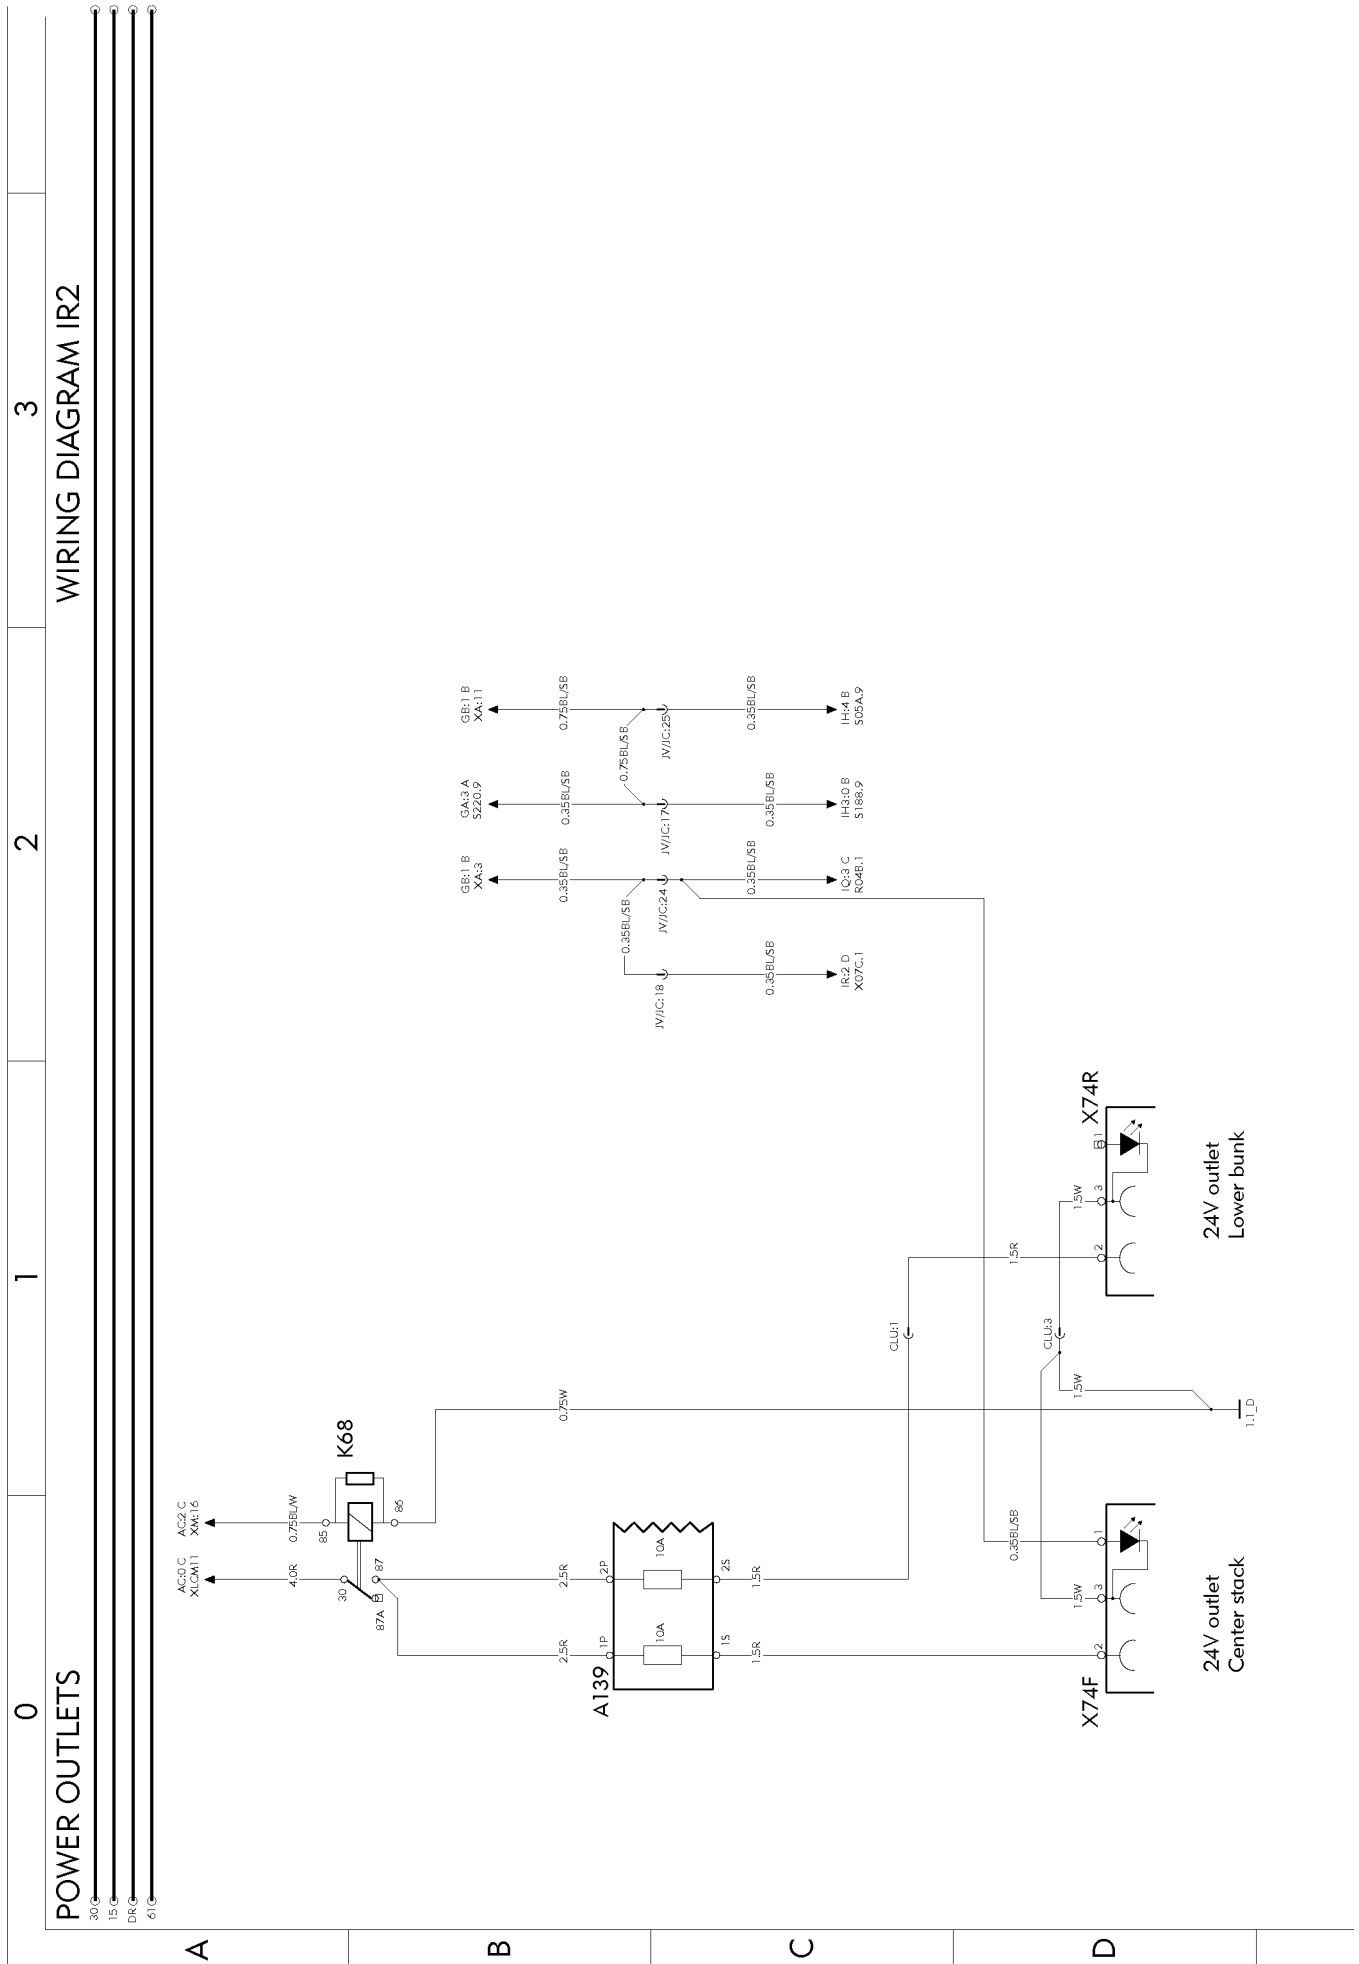 0
1
2
3
POWER OUTLETS
WIRING DIAGRAM IR2
30
15
DR
61
A
B
C
D
AC:0 C
XLCM11
AC:2 C
XM:16
4.0R
0.75BL/W
30
85
K68
87A
87
86
GB:1 B
XA:3
GA:3 A
S220.9
GB:1 B
XA:11
2.5R
2.5R
0.75W
0.35BL/SB
0.35BL/SB
0.75BL/SB
0.35BL/SB
0.75BL/SB
A139
1P
2P
10A
10A
1S
2S
JV/JC:18
JV/JC:24
JV/JC:17
JV/JC:25
1.5R
1.5R
0.35BL/SB
0.35BL/SB
0.35BL/SB
0.35BL/SB
IR:2 D
X07C.1
IQ:3 C
R04B.1
IH3:0 B
S188.9
IH:4 B
S05A.9
CLU:1
0.35BL/SB
1.5R
CLU:3
1.5W
1.5W
1.5W
X74F
2
3
1
2
3
1
X74R
24V outlet
Center stack
24V outlet
Lower bunk
1.1_D